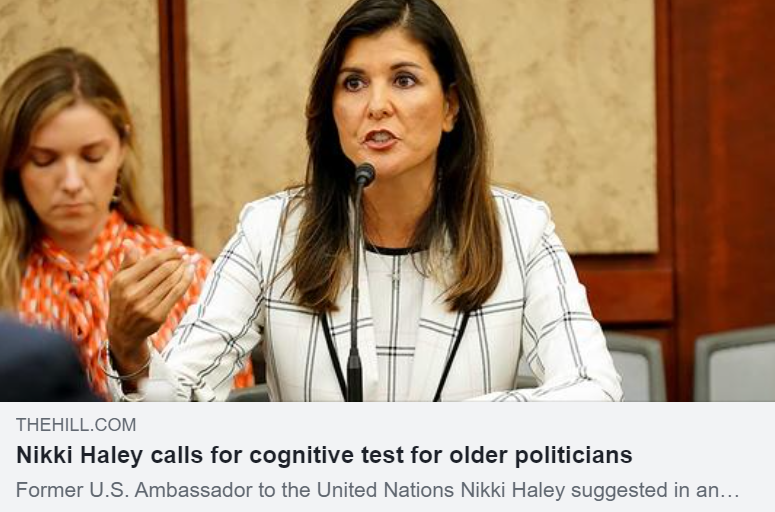 THEHILL.COM
Nikki Haley calls for cognitive test for older politicians
Former U.S. Ambassador to the United Nations Nikki Haley suggested in an…